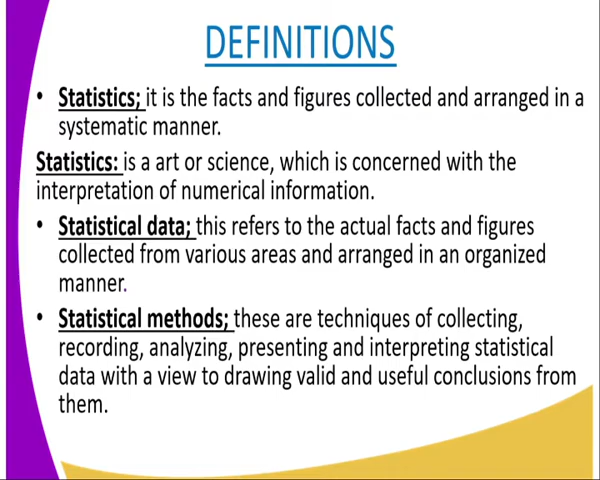 DEFINITIONS
• Statistics; it is the facts and figures collected and arranged in a
systematic manner.
Statistics: is a art or science, which is concerned with the
interpretation of numerical information.
• Statistical data; this refers to the actual facts and figures
collected from various areas and arranged in an organized
manner.
• Statistical methods; these are techniques of collecting,
recording, analyzing, presenting and interpreting statistical
data with a view to drawing valid and useful conclusions from
them.